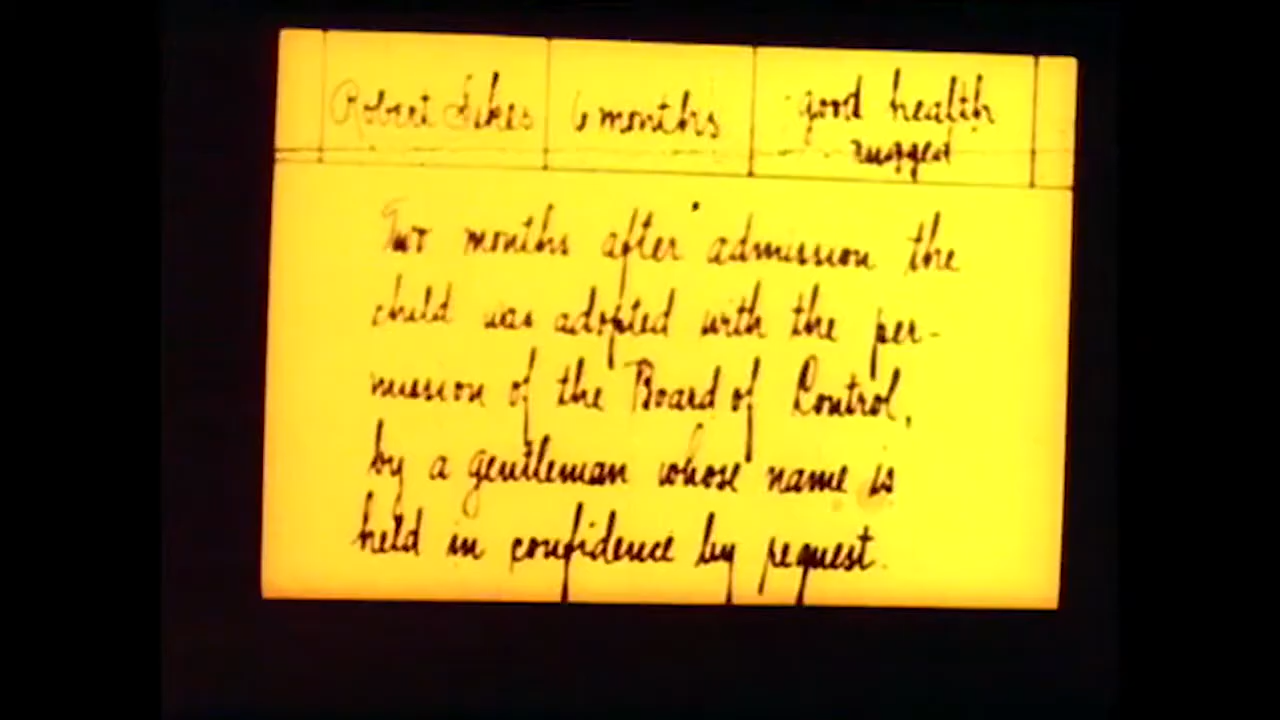 Robert Sikes 6 months good health
rugged
Two months after admission the
child was adopted with the per-
mission of the Board of Control,
by a gentleman whose name is
held in confidence by request.